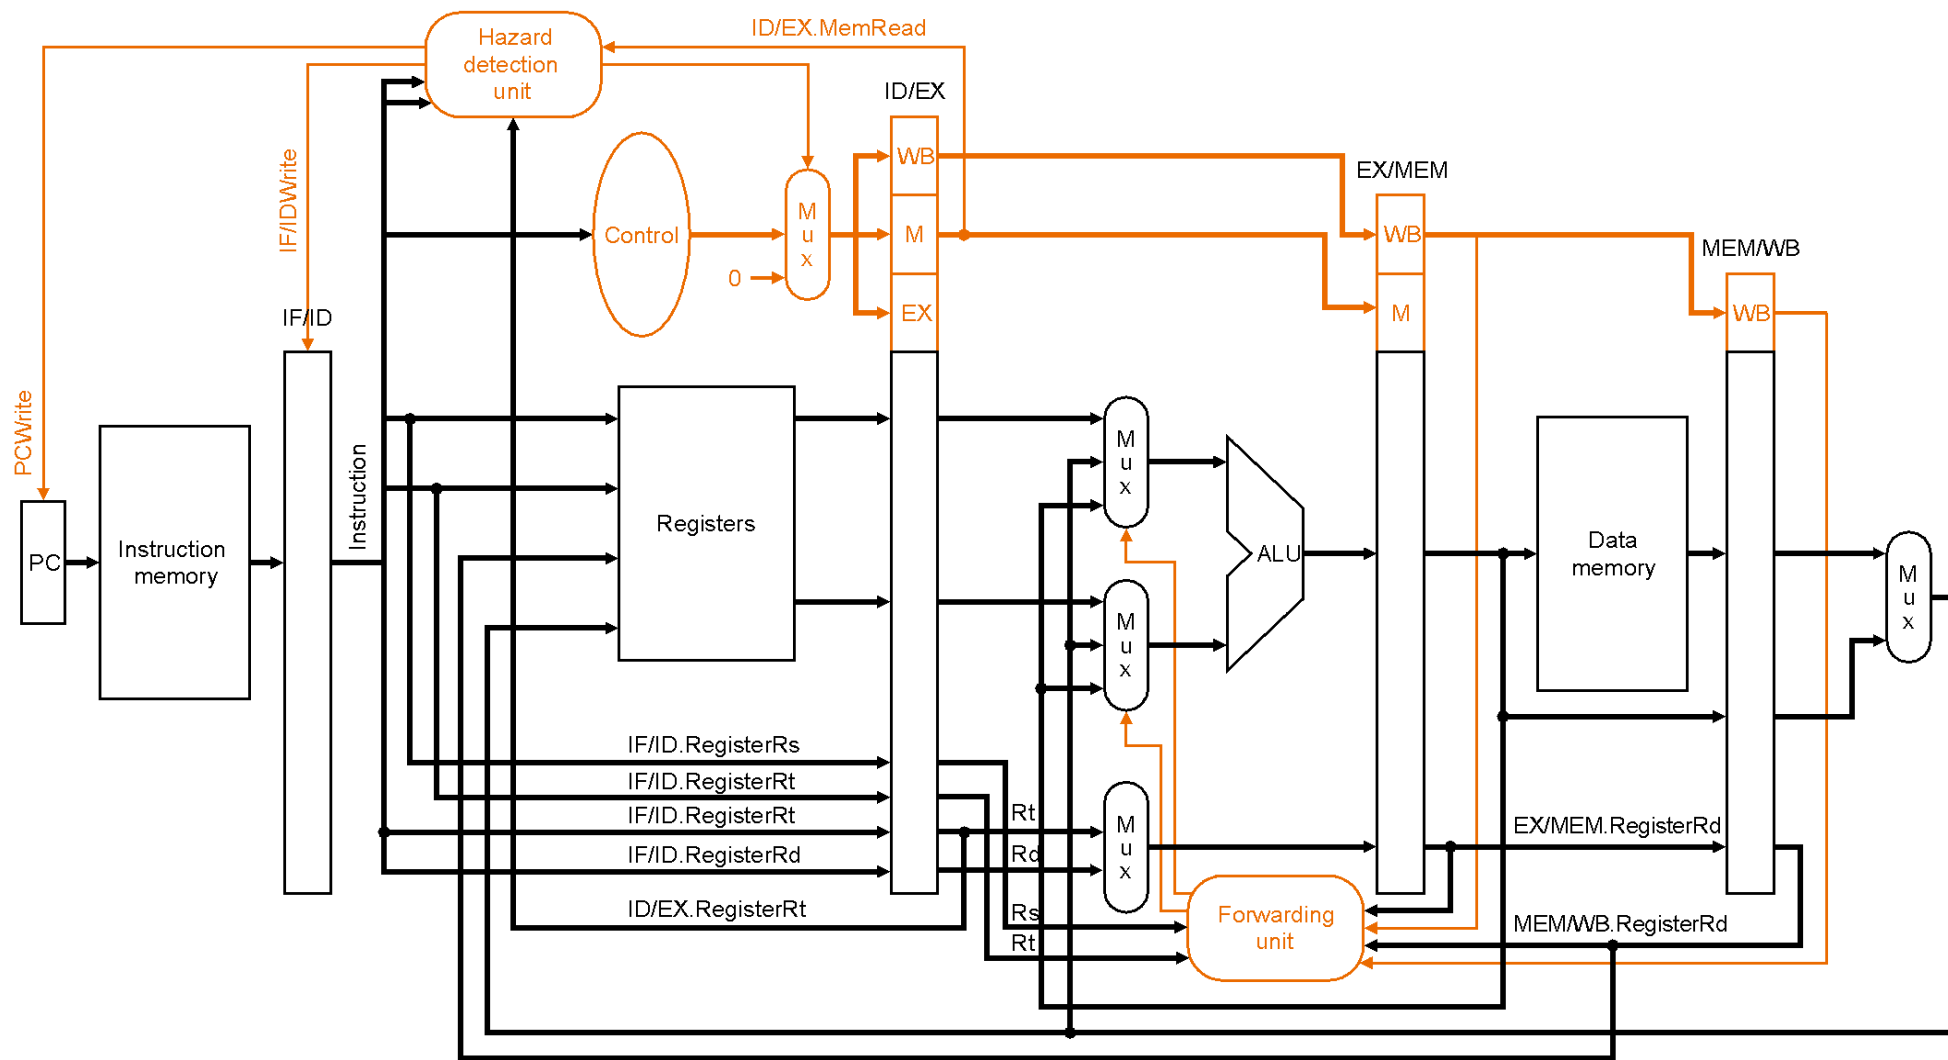 Hazard
detection
unit
ID/EX.MemRead
ID/EX
WB
M
EX
Control
M
u
x
0
EX/MEM
WB
M
MEM/WB
WB
IF/IDWrite
IF/ID
PCWrite
PC
Instruction
memory
Instruction
Registers
M
u
x
M
u
x
ALU
Data
memory
M
u
x
IF/ID.RegisterRs
IF/ID.RegisterRt
IF/ID.RegisterRt
IF/ID.RegisterRd
ID/EX.RegisterRt
Rt
Rd
Rs
Rt
M
u
x
Forwarding
unit
EX/MEM.RegisterRd
MEM/WB.RegisterRd